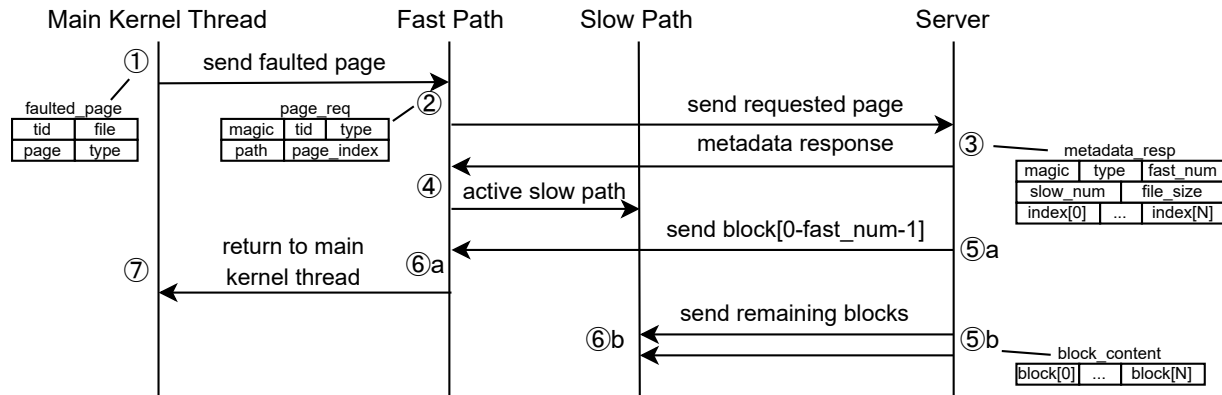 Main Kernel Thread
Fast Path
Slow Path
Server
①
send faulted page
faulted_page
tid
file
page
type
②
page_req
magic
tid
type
path
page_index
send requested page
metadata response
③
metadata_resp
magic
type
fast_num
slow_num
file_size
index[0]
...
index[N]
④
active slow path
send block[0-fast_num-1]
⑤a
⑥a
return to main
kernel thread
⑦
send remaining blocks
⑥b
⑤b
block_content
block[0]
...
block[N]